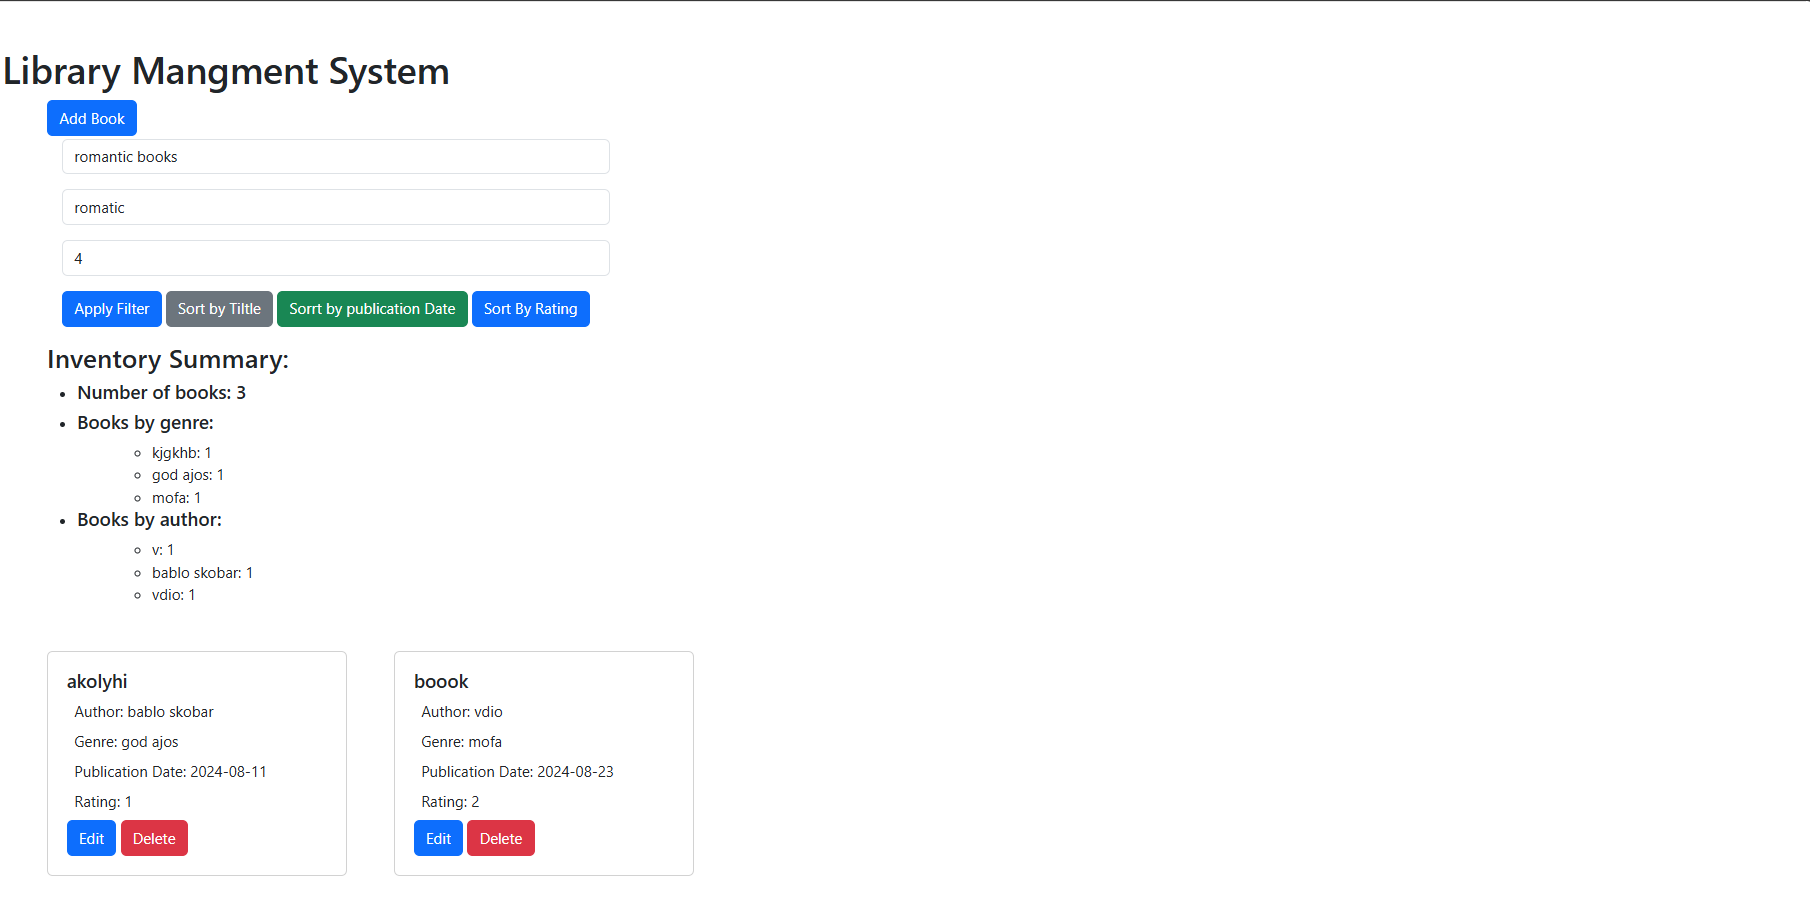 Library Mangment System
Add Book
romantic books
romatic
4
Apply Filter Sort by Tiltle Sorrt by publication Date Sort By Rating
Inventory Summary:
Number of books: 3
Books by genre:
kjgkhb: 1
god ajos: 1
mofa: 1
Books by author:
v: 1
bablo skobar: 1
vdio: 1
akolyhi
Author: bablo skobar
Genre: god ajos
Publication Date: 2024-08-11
Rating: 1
Edit Delete
boook
Author: vdio
Genre: mofa
Publication Date: 2024-08-23
Rating: 2
Edit Delete